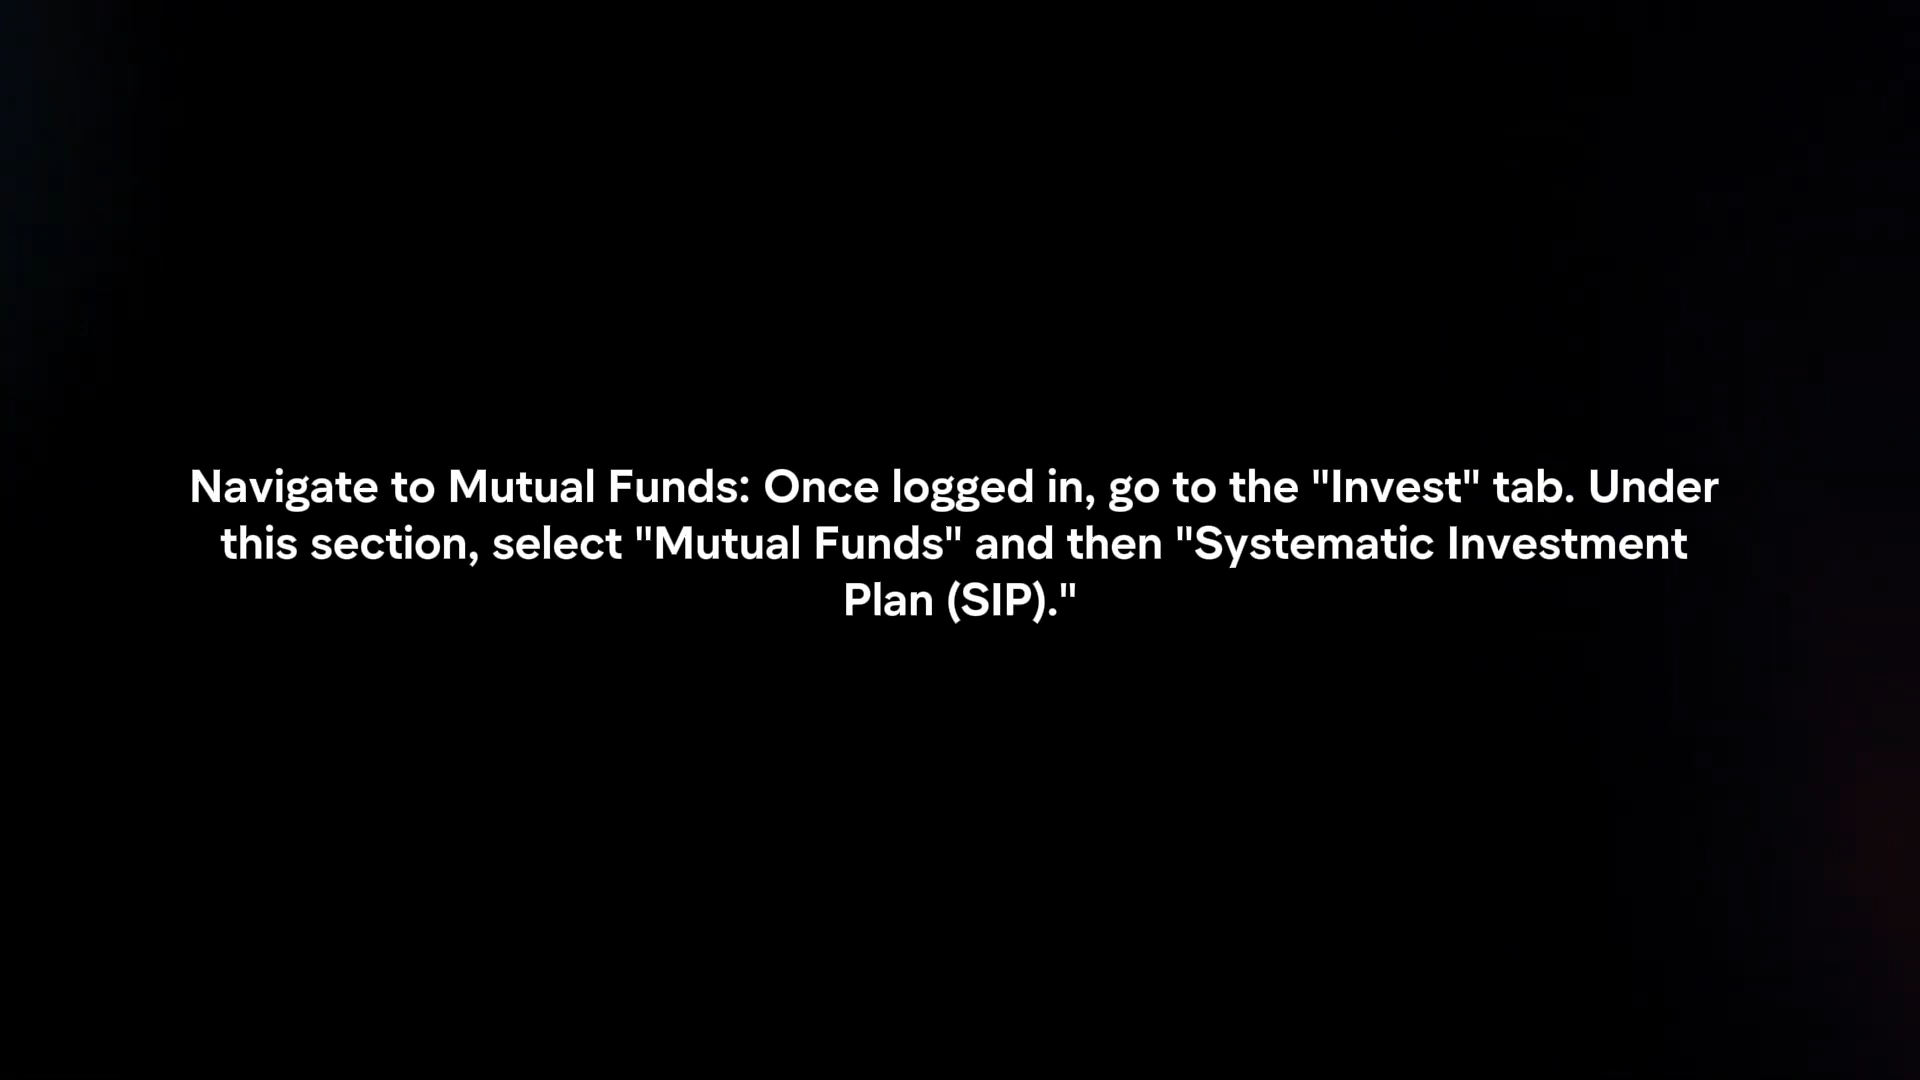 Navigate to Mutual Funds: Once logged in, go to the "Invest" tab. Under
this section, select "Mutual Funds" and then "Systematic Investment
Plan (SIP)."